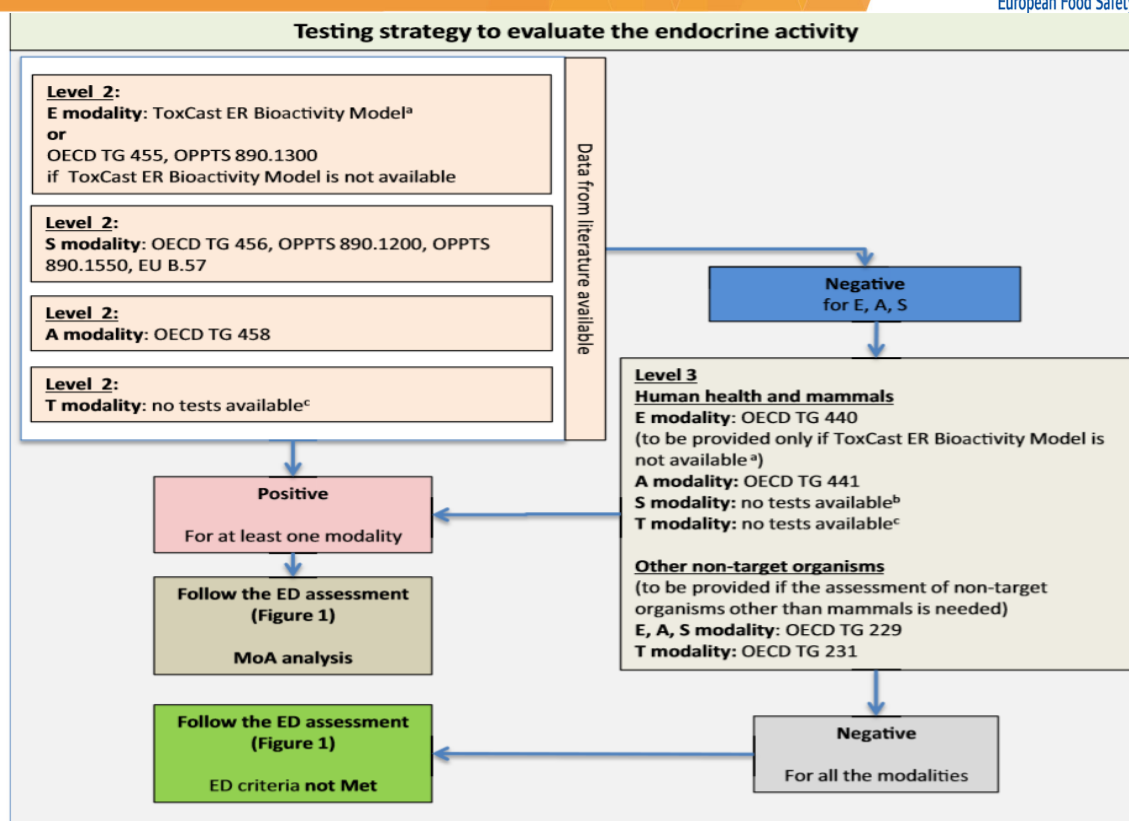 European Food Safety
Testing strategy to evaluate the endocrine activity
Level 2:
E modality: ToxCast ER Bioactivity Modelᵃ
or
OECD TG 455, OPPTS 890.1300
if ToxCast ER Bioactivity Model is not available
Level 2:
S modality: OECD TG 456, OPPTS 890.1200, OPPTS
890.1550, EU B.57
Level 2:
A modality: OECD TG 458
Level 2:
T modality: no tests availableᶜ
Data from literature available
Negative
for E, A, S
Level 3
Human health and mammals
E modality: OECD TG 440
(to be provided only if ToxCast ER Bioactivity Model is
not available ᵃ)
A modality: OECD TG 441
S modality: no tests availableᵇ
T modality: no tests availableᶜ
Other non-target organisms
(to be provided if the assessment of non-target
organisms other than mammals is needed)
E, A, S modality: OECD TG 229
T modality: OECD TG 231
Positive
For at least one modality
Follow the ED assessment
(Figure 1)
MoA analysis
Follow the ED assessment
(Figure 1)
ED criteria not Met
Negative
For all the modalities